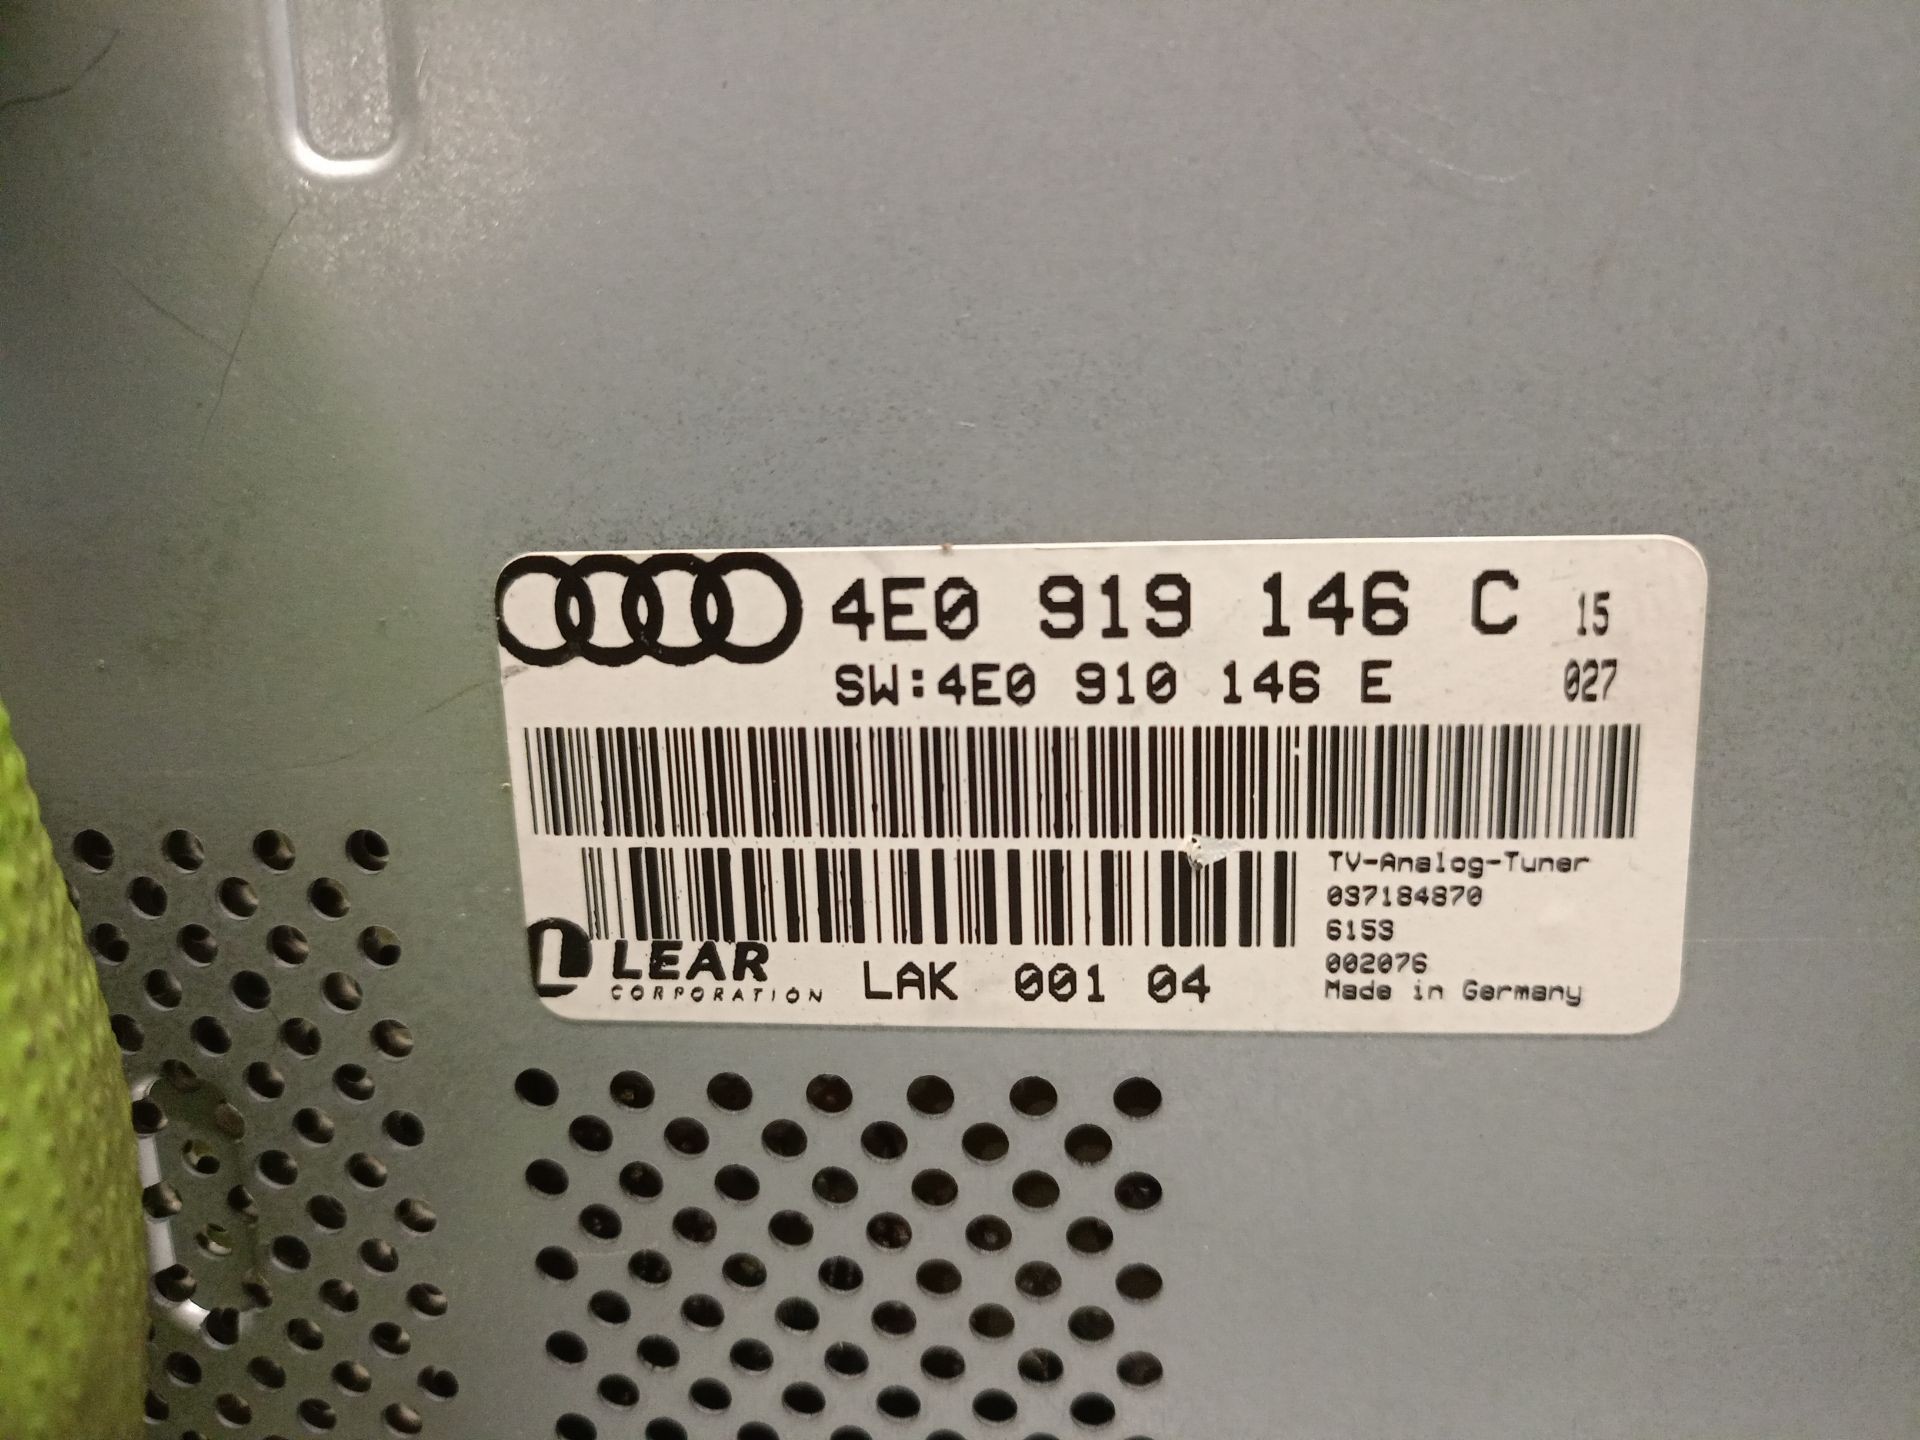 4E0 919 146 C 15
SW:4E0 910 146 E 027
TV-Analog-Tuner
037184870
6153
002076
Made in Germany
LEAR
CORPORATION
LAK 001 04